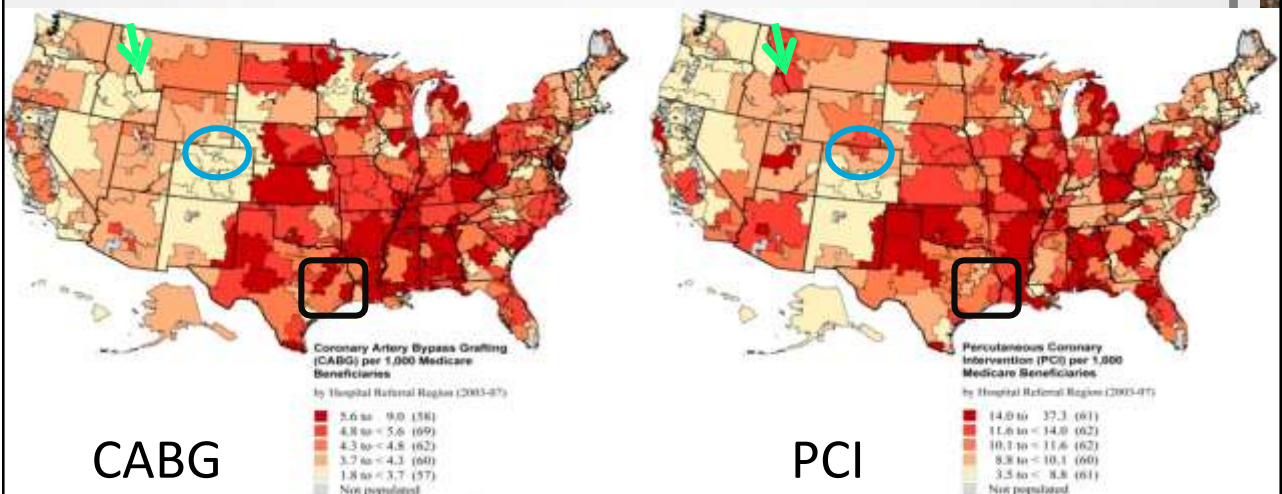 Coronary Artery Bypass Grafting
(CABG) per 1,000 Medicare
Beneficiaries
by Hospital Referral Region (2003-07)
5.6 to 9.0 (58)
4.8 to < 5.6 (69)
4.3 to < 4.8 (62)
3.7 to < 4.3 (60)
1.8 to < 3.7 (57)
Not populated
CABG
Percutaneous Coronary
Intervention (PCI) per 1,000
Medicare Beneficiaries
by Hospital Referral Region (2003-07)
14.0 to 37.3 (61)
11.6 to < 14.0 (62)
10.1 to < 11.6 (62)
8.8 to < 10.1 (60)
3.5 to < 8.8 (61)
Not populated
PCI